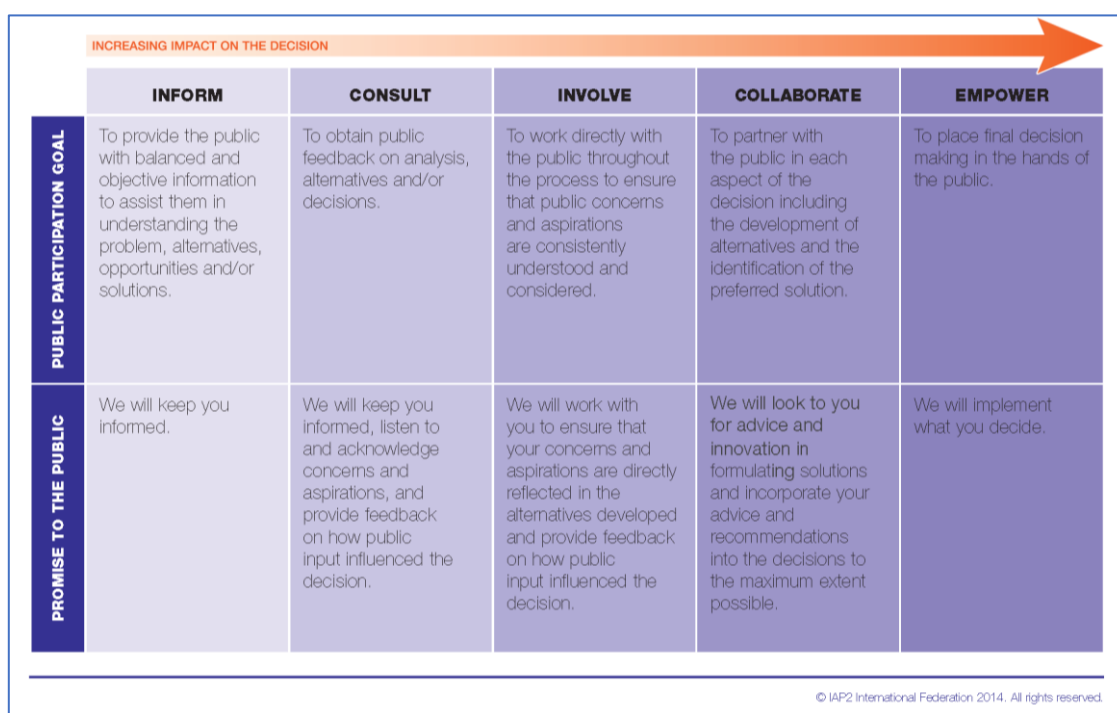 INCREASING IMPACT ON THE DECISION
INFORM
CONSULT
INVOLVE
COLLABORATE
EMPOWER
PUBLIC PARTICIPATION GOAL
To provide the public
with balanced and
objective information
to assist them in
understanding the
problem, alternatives,
opportunities and/or
solutions.
To obtain public
feedback on analysis,
alternatives and/or
decisions.
To work directly with
the public throughout
the process to ensure
that public concerns
and aspirations
are consistently
understood and
considered.
To partner with
the public in each
aspect of the
decision including
the development of
alternatives and the
identification of the
preferred solution.
To place final decision
making in the hands of
the public.
PROMISE TO THE PUBLIC
We will keep you
informed.
We will keep you
informed, listen to
and acknowledge
concerns and
aspirations, and
provide feedback
on how public
input influenced the
decision.
We will work with
you to ensure that
your concerns and
aspirations are directly
reflected in the
alternatives developed
and provide feedback
on how public
input influenced the
decision.
We will look to you
for advice and
innovation in
formulating solutions
and incorporate your
advice and
recommendations
into the decisions to
the maximum extent
possible.
We will implement
what you decide.
© IAP2 International Federation 2014. All rights reserved.